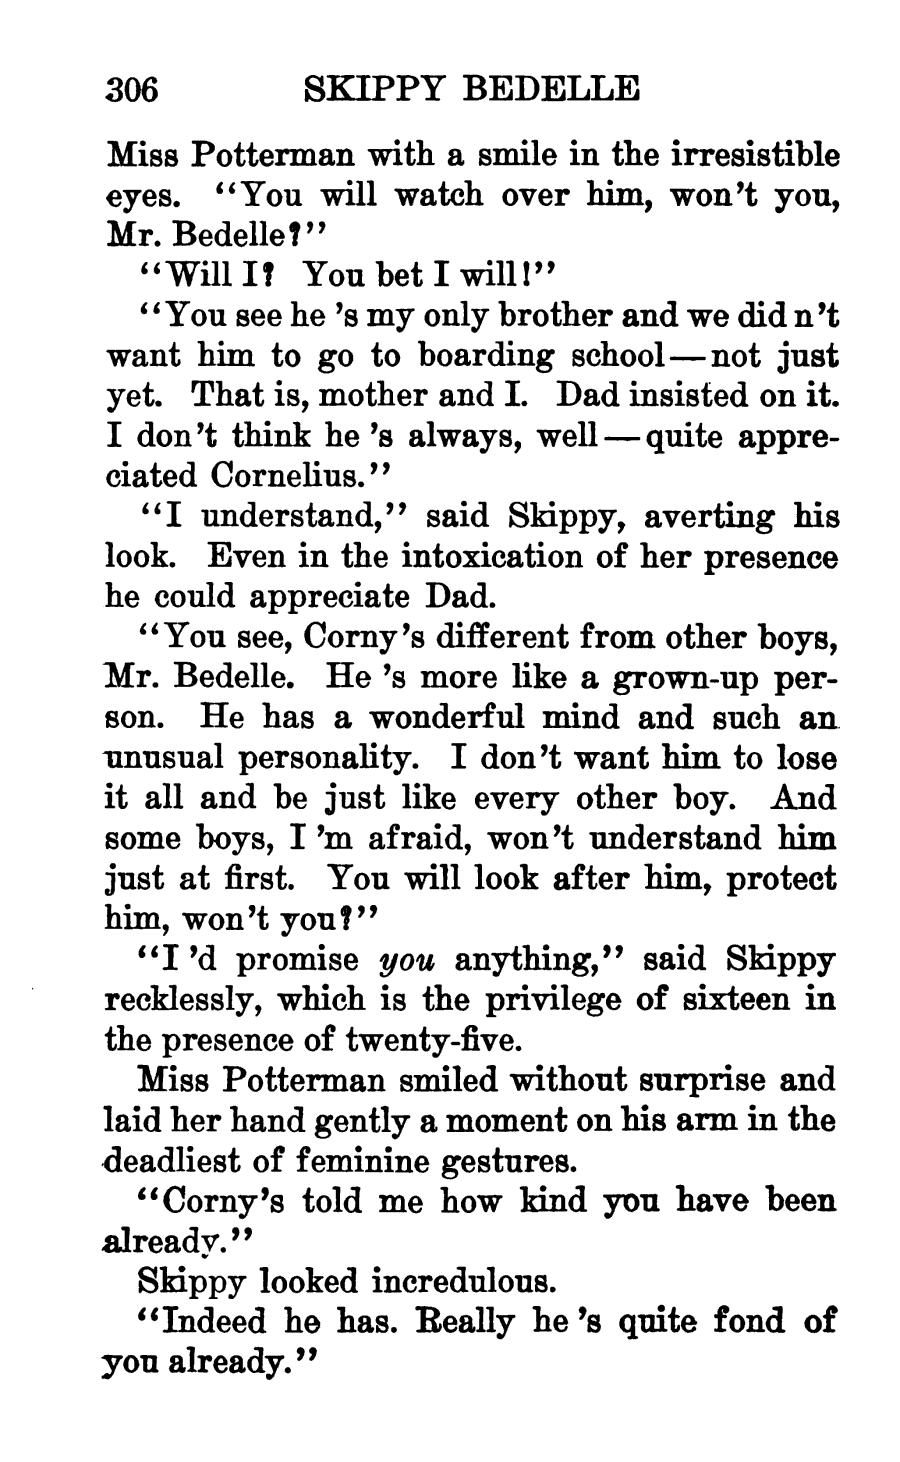 306 SKIPPY BEDELLE
Miss Potterman with a smile in the irresistible
eyes. "You will watch over him, won't you,
Mr. Bedelle?"
"Will I? You bet I will!"
"You see he 's my only brother and we did n't
want him to go to boarding school—not just
yet. That is, mother and I. Dad insisted on it.
I don't think he 's always, well—quite appre-
ciated Cornelius."
"I understand," said Skippy, averting his
look. Even in the intoxication of her presence
he could appreciate Dad.
"You see, Corny's different from other boys,
Mr. Bedelle. He 's more like a grown-up per-
son. He has a wonderful mind and such an
unusual personality. I don't want him to lose
it all and be just like every other boy. And
some boys, I 'm afraid, won't understand him
just at first. You will look after him, protect
him, won't you?"
"I 'd promise you anything," said Skippy
recklessly, which is the privilege of sixteen in
the presence of twenty-five.
Miss Potterman smiled without surprise and
laid her hand gently a moment on his arm in the
deadliest of feminine gestures.
"Corny's told me how kind you have been
already."
Skippy looked incredulous.
"Indeed he has. Really he 's quite fond of
you already."